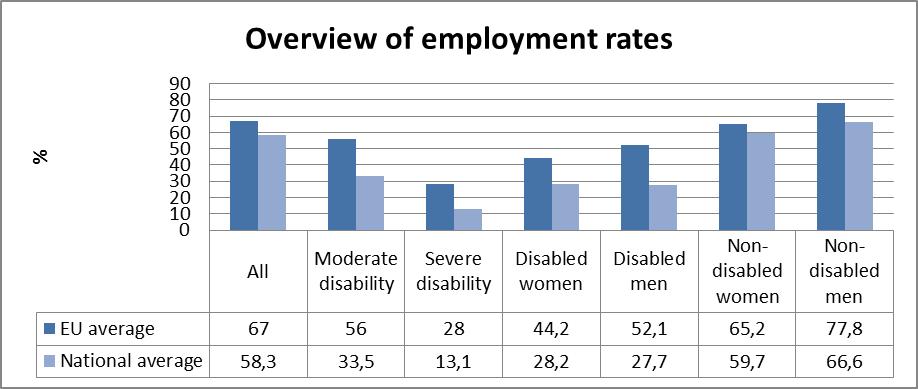 Overview of employment rates
%
90
80
70
60
50
40
30
20
10
0
All
Moderate
disability
Severe
disability
Disabled
women
Disabled
men
Non-
disabled
women
Non-
disabled
men
EU average 67 56 28 44,2 52,1 65,2 77,8
National average 58,3 33,5 13,1 28,2 27,7 59,7 66,6